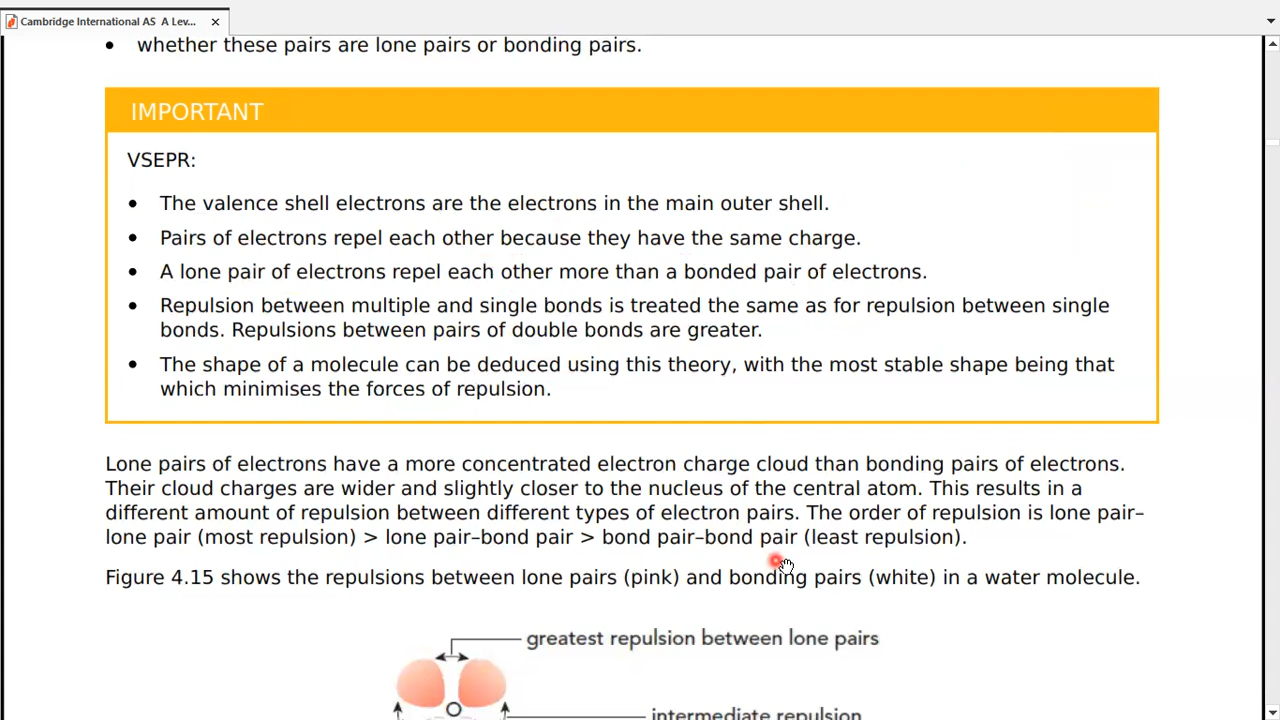 Cambridge International AS A Lev...
• whether these pairs are lone pairs or bonding pairs.
IMPORTANT
VSEPR:
• The valence shell electrons are the electrons in the main outer shell.
• Pairs of electrons repel each other because they have the same charge.
• A lone pair of electrons repel each other more than a bonded pair of electrons.
• Repulsion between multiple and single bonds is treated the same as for repulsion between single
bonds. Repulsions between pairs of double bonds are greater.
• The shape of a molecule can be deduced using this theory, with the most stable shape being that
which minimises the forces of repulsion.
Lone pairs of electrons have a more concentrated electron charge cloud than bonding pairs of electrons.
Their cloud charges are wider and slightly closer to the nucleus of the central atom. This results in a
different amount of repulsion between different types of electron pairs. The order of repulsion is lone pair–
lone pair (most repulsion) > lone pair–bond pair > bond pair–bond pair (least repulsion).
Figure 4.15 shows the repulsions between lone pairs (pink) and bonding pairs (white) in a water molecule.
greatest repulsion between lone pairs
O
intermediate repulsion